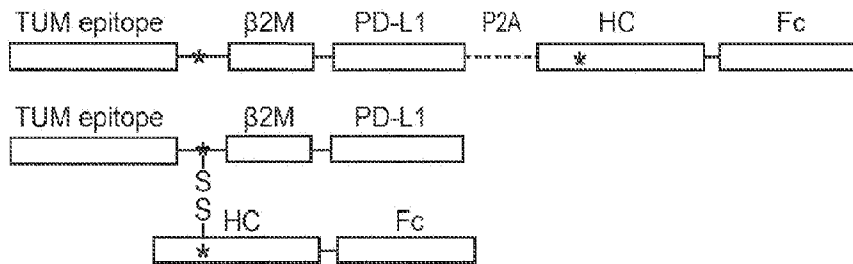 TUM epitope β2M PD-L1 P2A HC Fc
*
*
TUM epitope β2M PD-L1
*
S
S
HC Fc
*